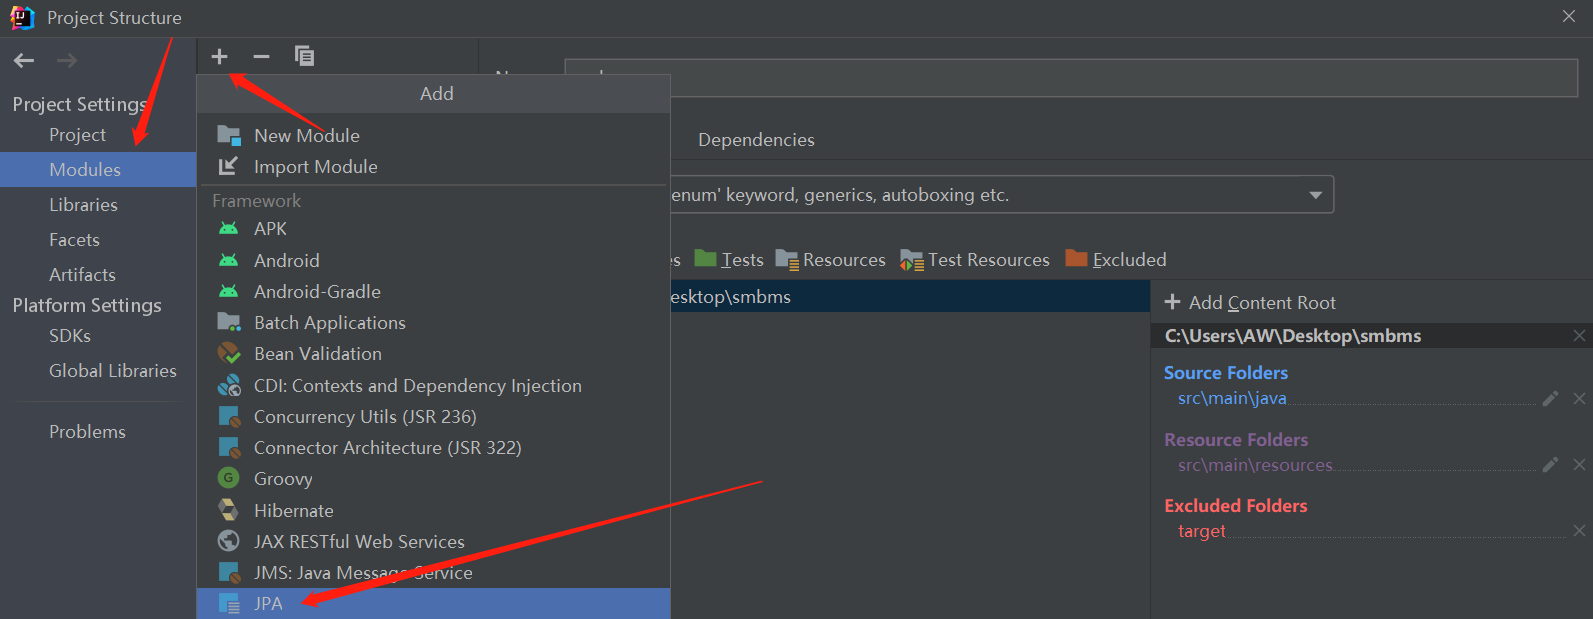 Project Structure
Project Settings
Project
Modules
Libraries
Facets
Artifacts
Platform Settings
SDKs
Global Libraries
Problems
Add
New Module
Import Module
Framework
APK
Android
Android-Gradle
Batch Applications
Bean Validation
CDI: Contexts and Dependency Injection
Concurrency Utils (JSR 236)
Connector Architecture (JSR 322)
Groovy
Hibernate
JAX RESTful Web Services
JMS: Java Message Service
JPA
Dependencies
enum' keyword, generics, autoboxing etc.
Tests Resources Test Resources Excluded
esktop\smbms
Add Content Root
C:\Users\AW\Desktop\smbms
Source Folders
src\main\java
Resource Folders
src\main\resources
Excluded Folders
target